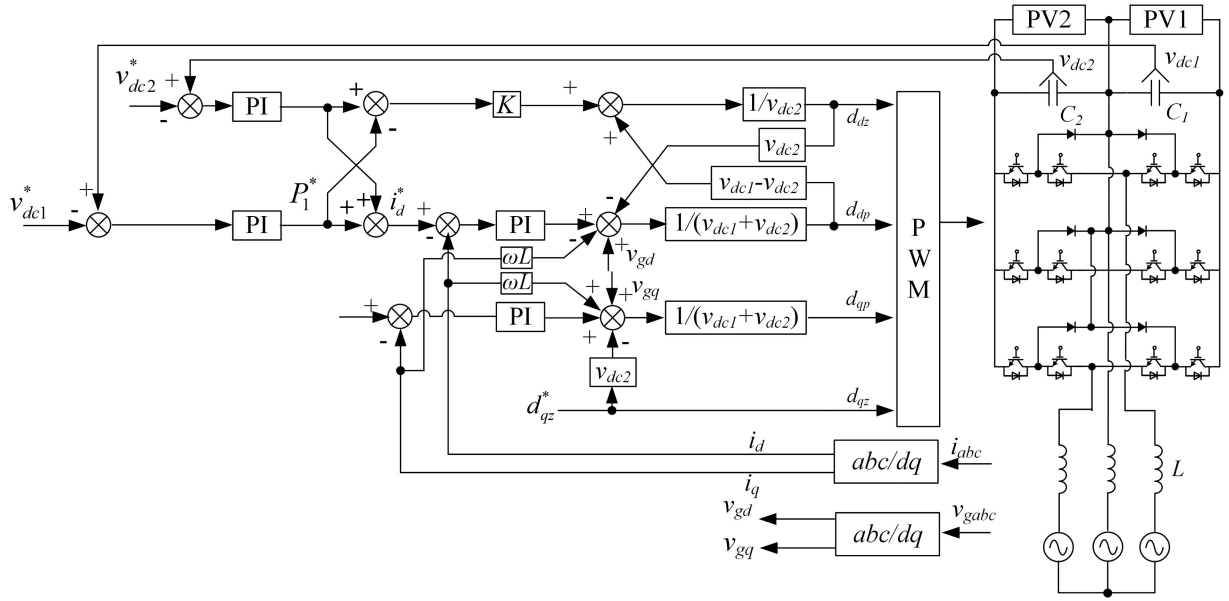 PV2 PV1
v*dc2 + - PI + - K + 1/vdc2 ddz vdc2 vdc1
C2 C1
+ vdc2
v*dc1 + - PI P*1 + + i*d + - PI + - - + vdc1-vdc2
1/(vdc1+vdc2) ddp
ωL + vgd
ωL + vgq
+ - PI + + - 1/(vdc1+vdc2) dqp
PWM
vdc2
d*qz dqz
id abc/dq iabc
iq
vgd abc/dq vgabc
vgq
L